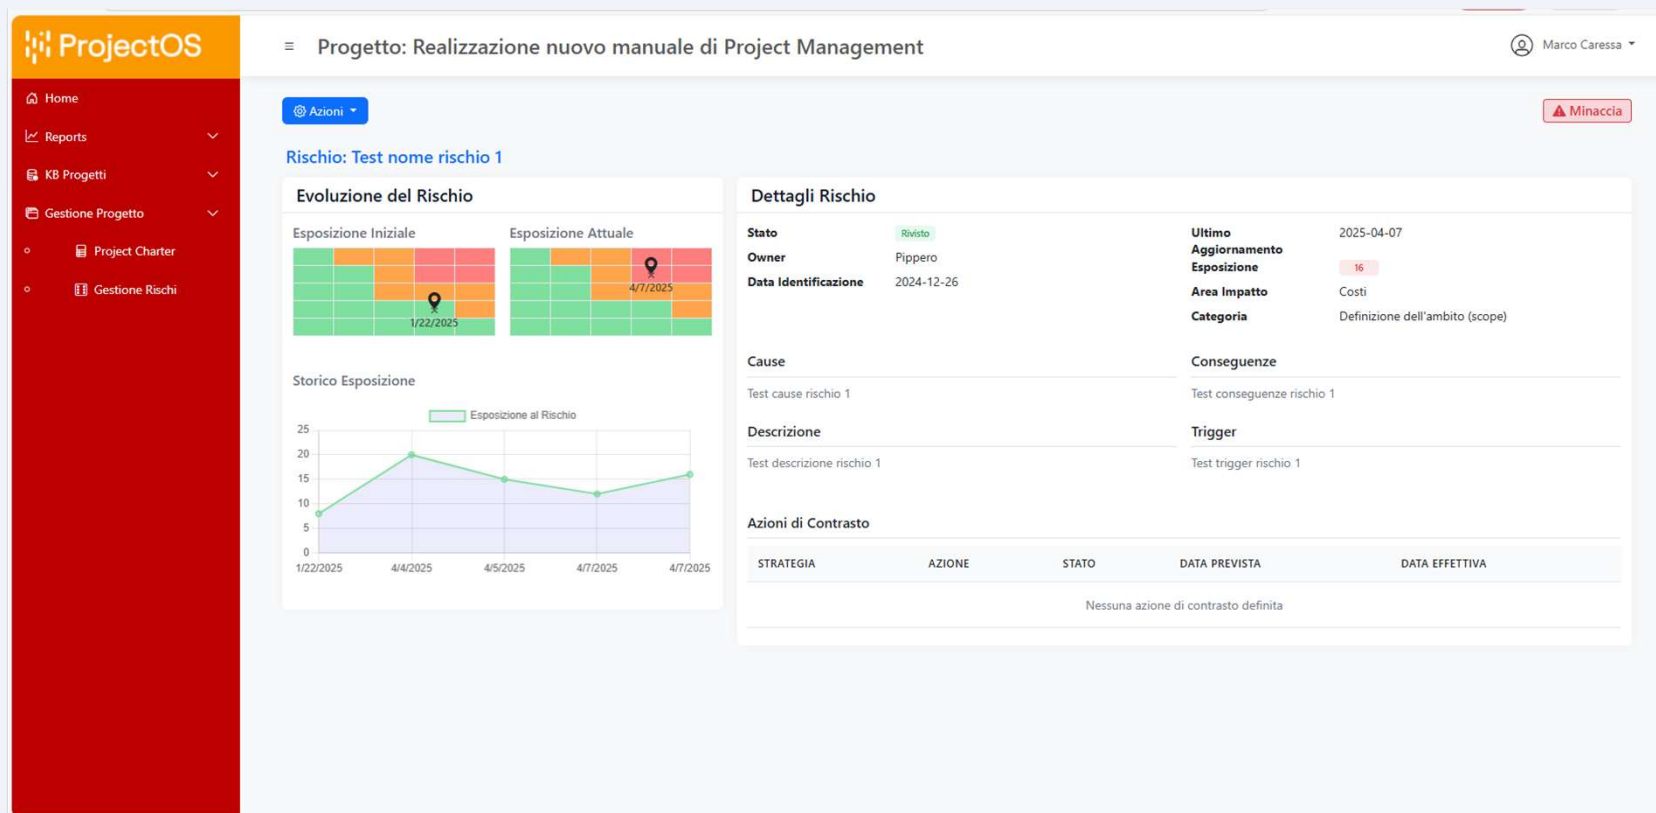 ProjectOS
Progetto: Realizzazione nuovo manuale di Project Management
Marco Caressa
Home
Reports
KB Progetti
Gestione Progetto
Project Charter
Gestione Rischi
Azioni
Minaccia
Rischio: Test nome rischio 1
Evoluzione del Rischio
Esposizione Iniziale
Esposizione Attuale
1/22/2025
4/7/2025
Storico Esposizione
Esposizione al Rischio
25
20
15
10
5
0
1/22/2025 4/4/2025 4/5/2025 4/7/2025 4/7/2025
Dettagli Rischio
Stato Rivisto
Owner Pippero
Data Identificazione 2024-12-26
Ultimo Aggiornamento 2025-04-07
Esposizione 16
Area Impatto Costi
Categoria Definizione dell'ambito (scope)
Cause
Test cause rischio 1
Conseguenze
Test conseguenze rischio 1
Descrizione
Test descrizione rischio 1
Trigger
Test trigger rischio 1
Azioni di Contrasto
STRATEGIA AZIONE STATO DATA PREVISTA DATA EFFETTIVA
Nessuna azione di contrasto definita